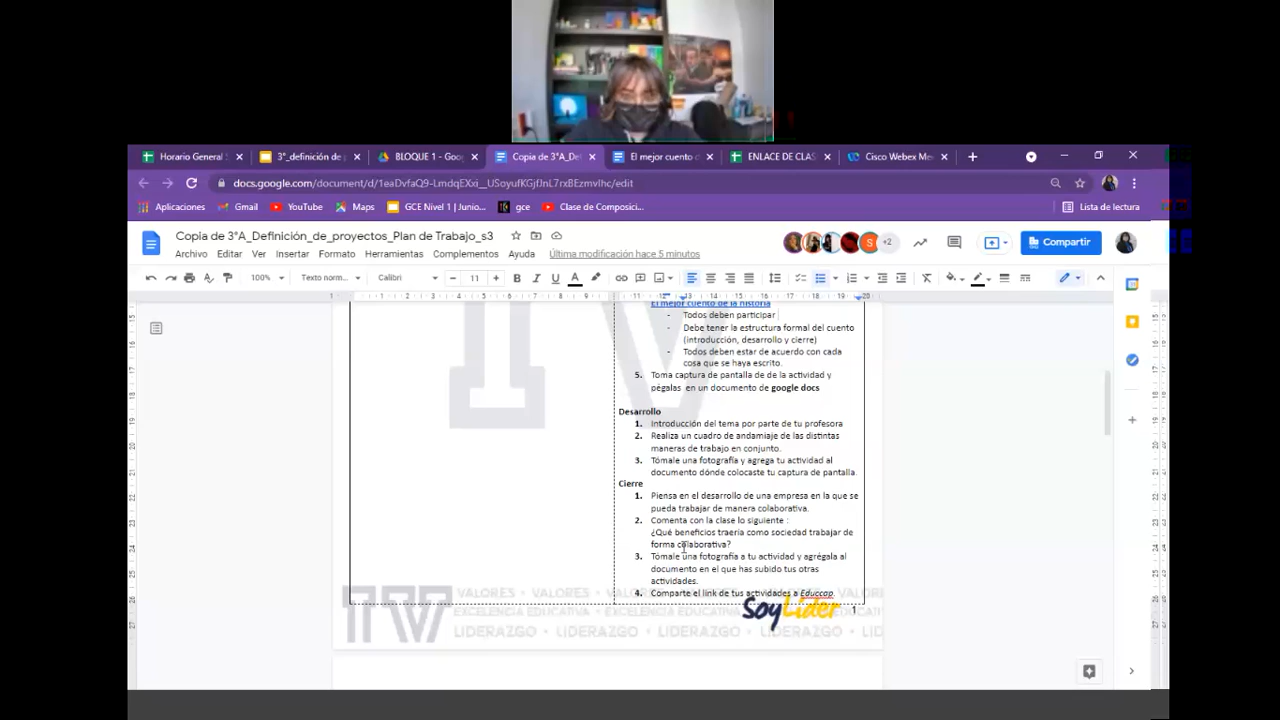 Horario General
3°_definición de
BLOQUE 1 - Goo
Copia de 3°A_De
El mejor cuento d
ENLACE DE CLAS
Cisco Webex Me
docs.google.com/document/d/1eaDvfaQ9-LmdqEXxi__USoyufKGjfJnL7rxBEzmvIhc/edit
Aplicaciones
Gmail
YouTube
Maps
GCE Nivel 1 | Junio...
gce
Clase de Composici...
Lista de lectura
Copia de 3°A_Definición_de_proyectos_Plan de Trabajo_s3
+2
Compartir
Archivo Editar Ver Insertar Formato Herramientas Complementos Ayuda Última modificación hace 5 minutos
100% Texto norm... Calibri 11 B I U A
El mejor cuento de la historia
- Todos deben participar
- Debe tener la estructura formal del cuento
(introducción, desarrollo y cierre)
- Todos deben estar de acuerdo con cada
cosa que se haya escrito.
5. Toma captura de pantalla de de la actividad y
pégalas en un documento de google docs
Desarrollo
1. Introducción del tema por parte de tu profesora
2. Realiza un cuadro de andamiaje de las distintas
maneras de trabajo en conjunto.
3. Tómale una fotografía y agrega tu actividad al
documento dónde colocaste tu captura de pantalla.
Cierre
1. Piensa en el desarrollo de una empresa en la que se
pueda trabajar de manera colaborativa.
2. Comenta con la clase lo siguiente :
¿Qué beneficios traería como sociedad trabajar de
forma colaborativa?
3. Tómale una fotografía a tu actividad y agrégala al
documento en el que has subido tus otras
actividades.
4. Comparte el link de tus actividades a Educcap.
VALORES • VALORES
EXCELENCIA EDUCATIVA
LIDERAZGO • LIDERAZGO • LIDERAZGO • LIDERAZGO
SoyLíder
1